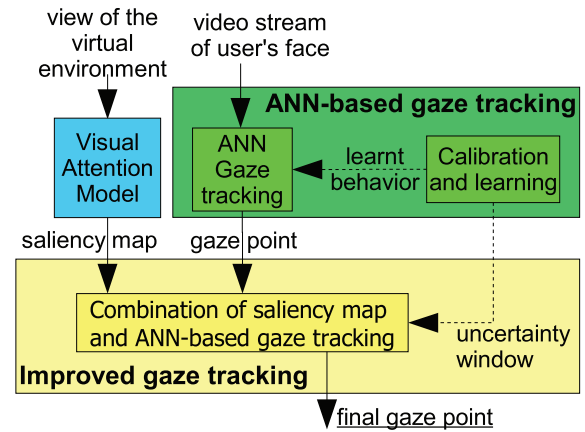 view of the
virtual
environment
video stream
of user's face
ANN-based gaze tracking
Visual
Attention
Model
ANN
Gaze
tracking
learnt
behavior
Calibration
and learning
saliency map
gaze point
Combination of saliency map
and ANN-based gaze tracking
uncertainty
window
Improved gaze tracking
final gaze point